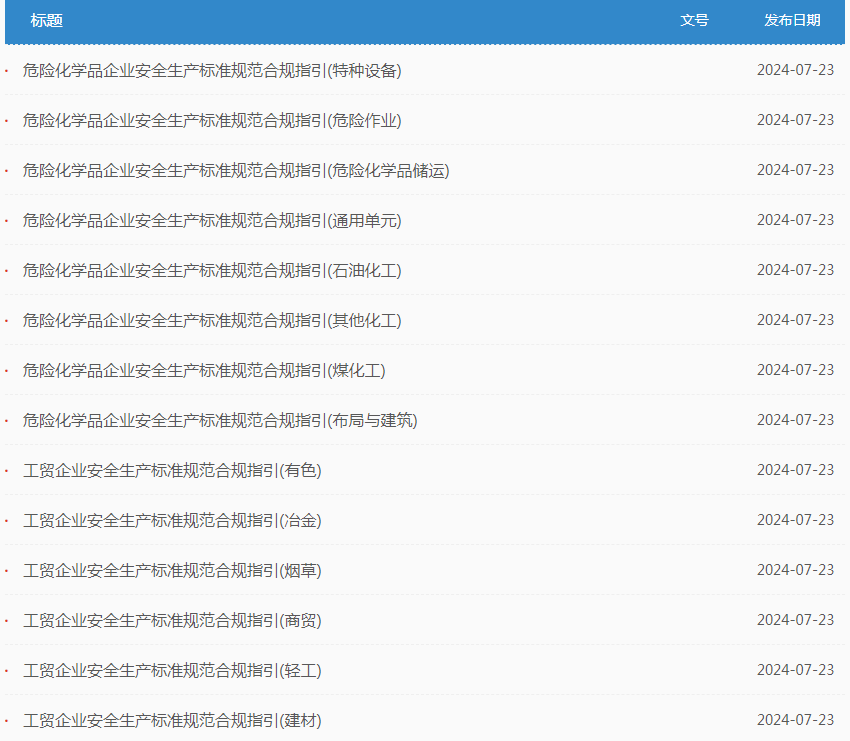 标题 文号 发布日期
危险化学品企业安全生产标准规范合规指引(特种设备) 2024-07-23
危险化学品企业安全生产标准规范合规指引(危险作业) 2024-07-23
危险化学品企业安全生产标准规范合规指引(危险化学品储运) 2024-07-23
危险化学品企业安全生产标准规范合规指引(通用单元) 2024-07-23
危险化学品企业安全生产标准规范合规指引(石油化工) 2024-07-23
危险化学品企业安全生产标准规范合规指引(其他化工) 2024-07-23
危险化学品企业安全生产标准规范合规指引(煤化工) 2024-07-23
危险化学品企业安全生产标准规范合规指引(布局与建筑) 2024-07-23
工贸企业安全生产标准规范合规指引(有色) 2024-07-23
工贸企业安全生产标准规范合规指引(冶金) 2024-07-23
工贸企业安全生产标准规范合规指引(烟草) 2024-07-23
工贸企业安全生产标准规范合规指引(商贸) 2024-07-23
工贸企业安全生产标准规范合规指引(轻工) 2024-07-23
工贸企业安全生产标准规范合规指引(建材) 2024-07-23